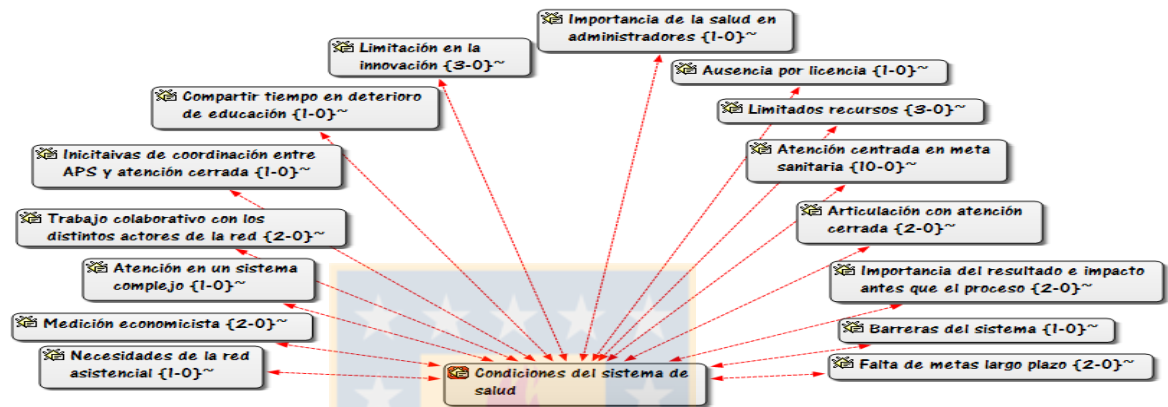 Importancia de la salud en
administradores {1-0}~
Limitación en la
innovación {3-0}~
Ausencia por licencia {1-0}~
Compartir tiempo en deterioro
de educación {1-0}~
Limitados recursos {3-0}~
Inicitaivas de coordinación entre
APS y atención cerrada {1-0}~
Atención centrada en meta
sanitaria {10-0}~
Trabajo colaborativo con los
distintos actores de la red {2-0}~
Articulación con atención
cerrada {2-0}~
Atención en un sistema
complejo {1-0}~
Importancia del resultado e impacto
antes que el proceso {2-0}~
Medición economicista {2-0}~
Barreras del sistema {1-0}~
Necesidades de la red
asistencial {1-0}~
Falta de metas largo plazo {2-0}~
Condiciones del sistema de
salud